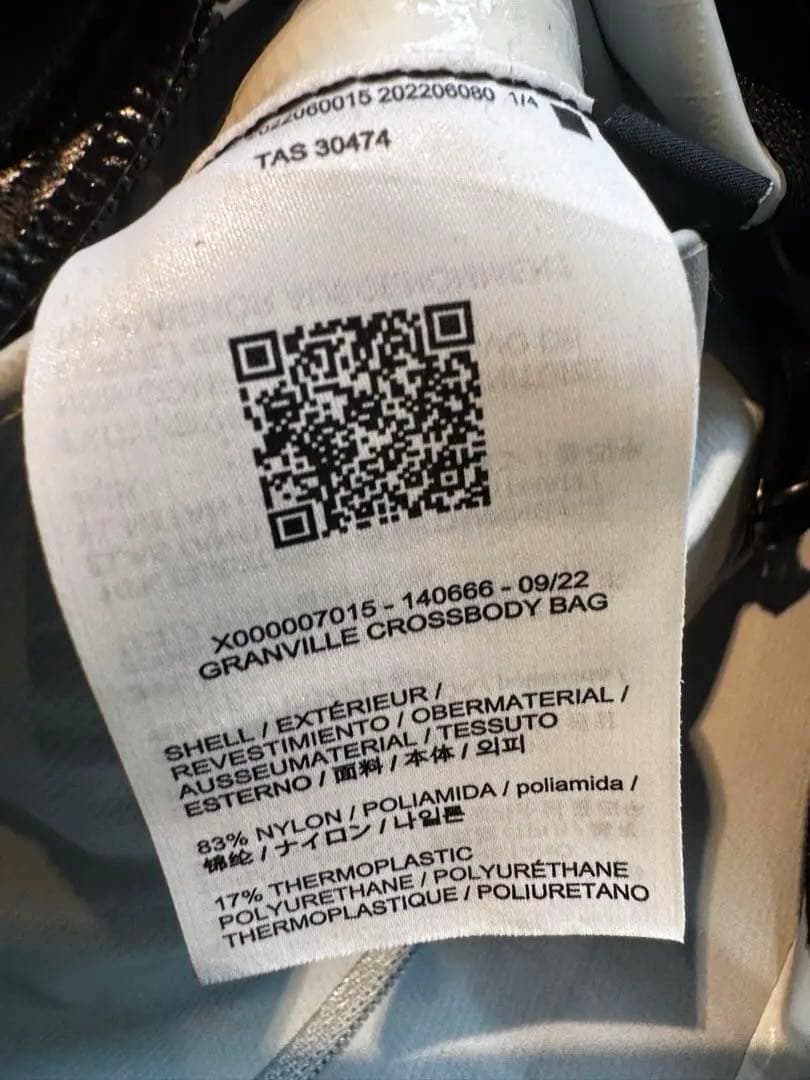 202206080 1/4
TAS 30474
X000007015 - 140666 - 09/22
GRANVILLE CROSSBODY BAG
SHELL / EXTÉRIEUR /
REVESTIMIENTO / OBERMATERIAL /
AUSSEUMATERIAL / TESSUTO
ESTERNO / 面料 / 本体 / 외피
83% NYLON / POLIAMIDA / poliamida /
锦纶 / ナイロン / 나일론
17% THERMOPLASTIC
POLYURETHANE / POLYURÉTHANE
THERMOPLASTIQUE / POLIURETANO